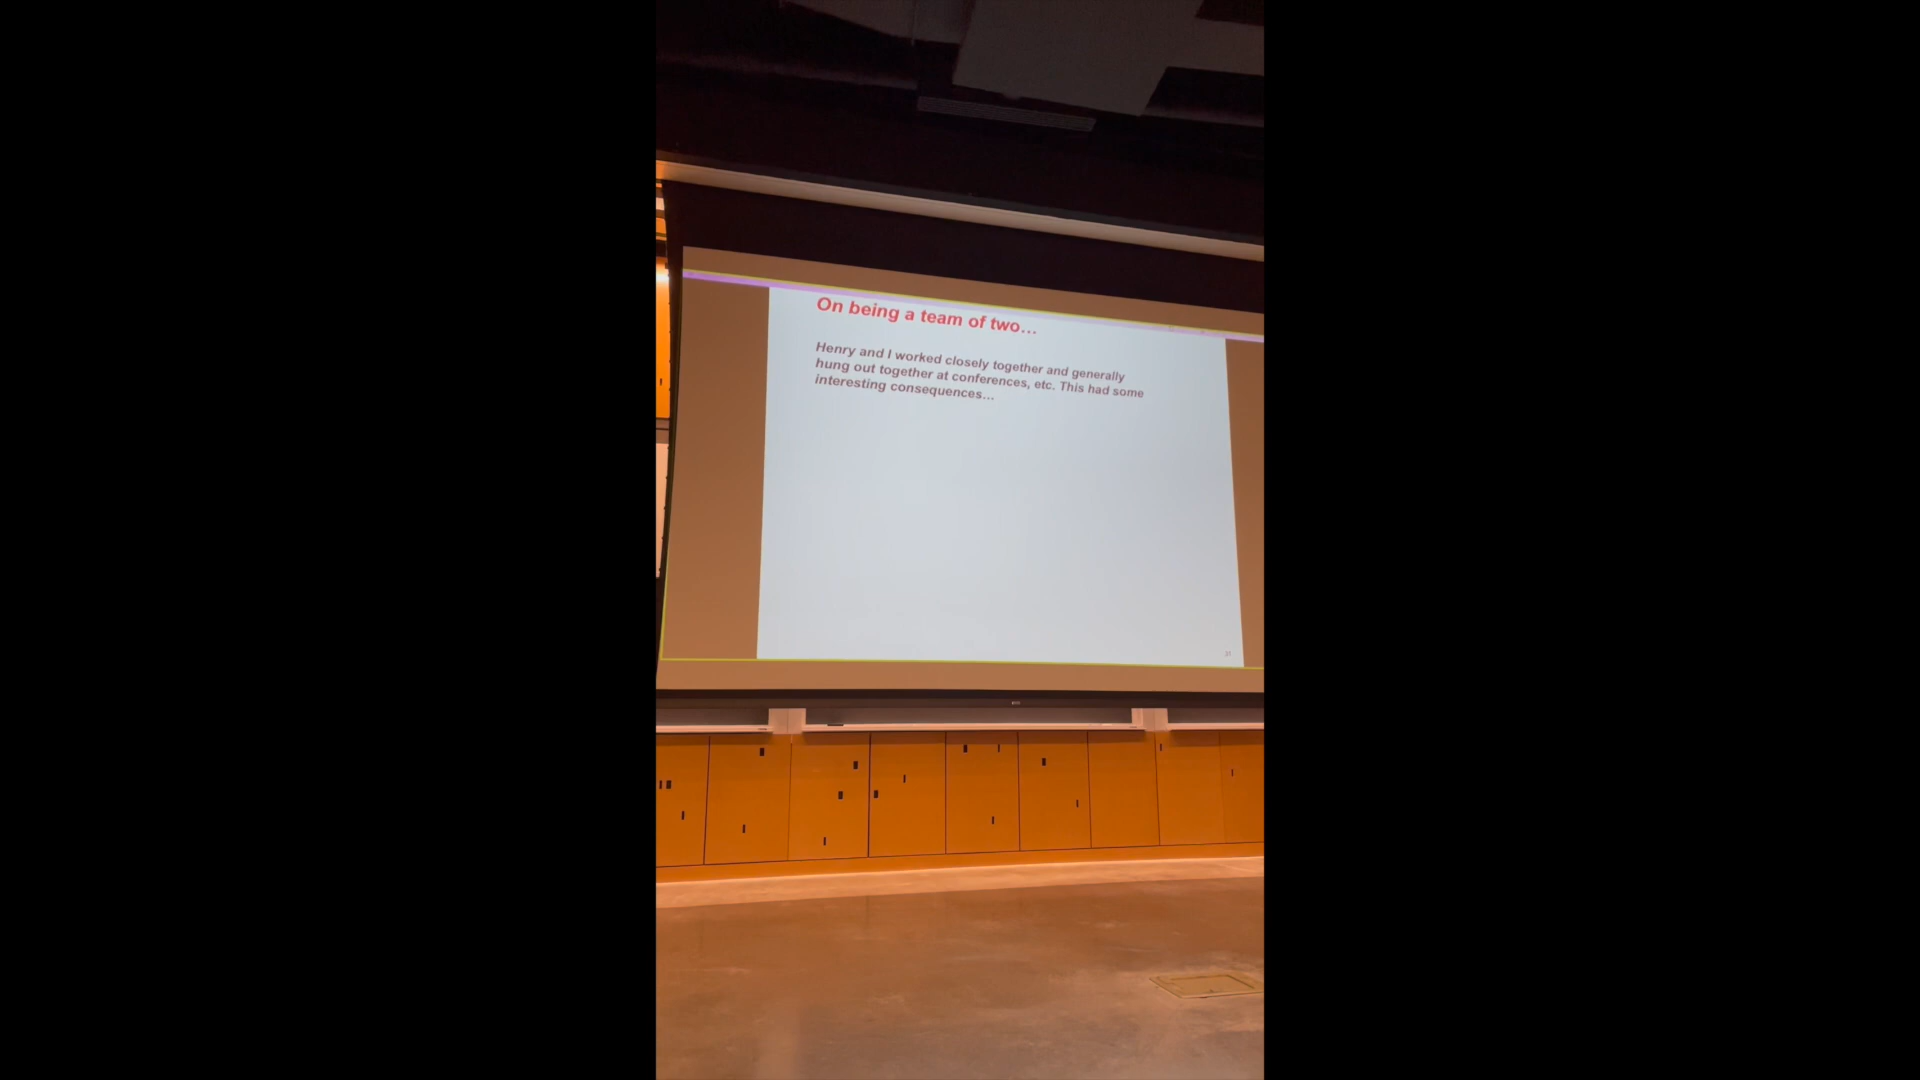 On being a team of two...
Henry and I worked closely together and generally
hung out together at conferences, etc. This had some
interesting consequences...